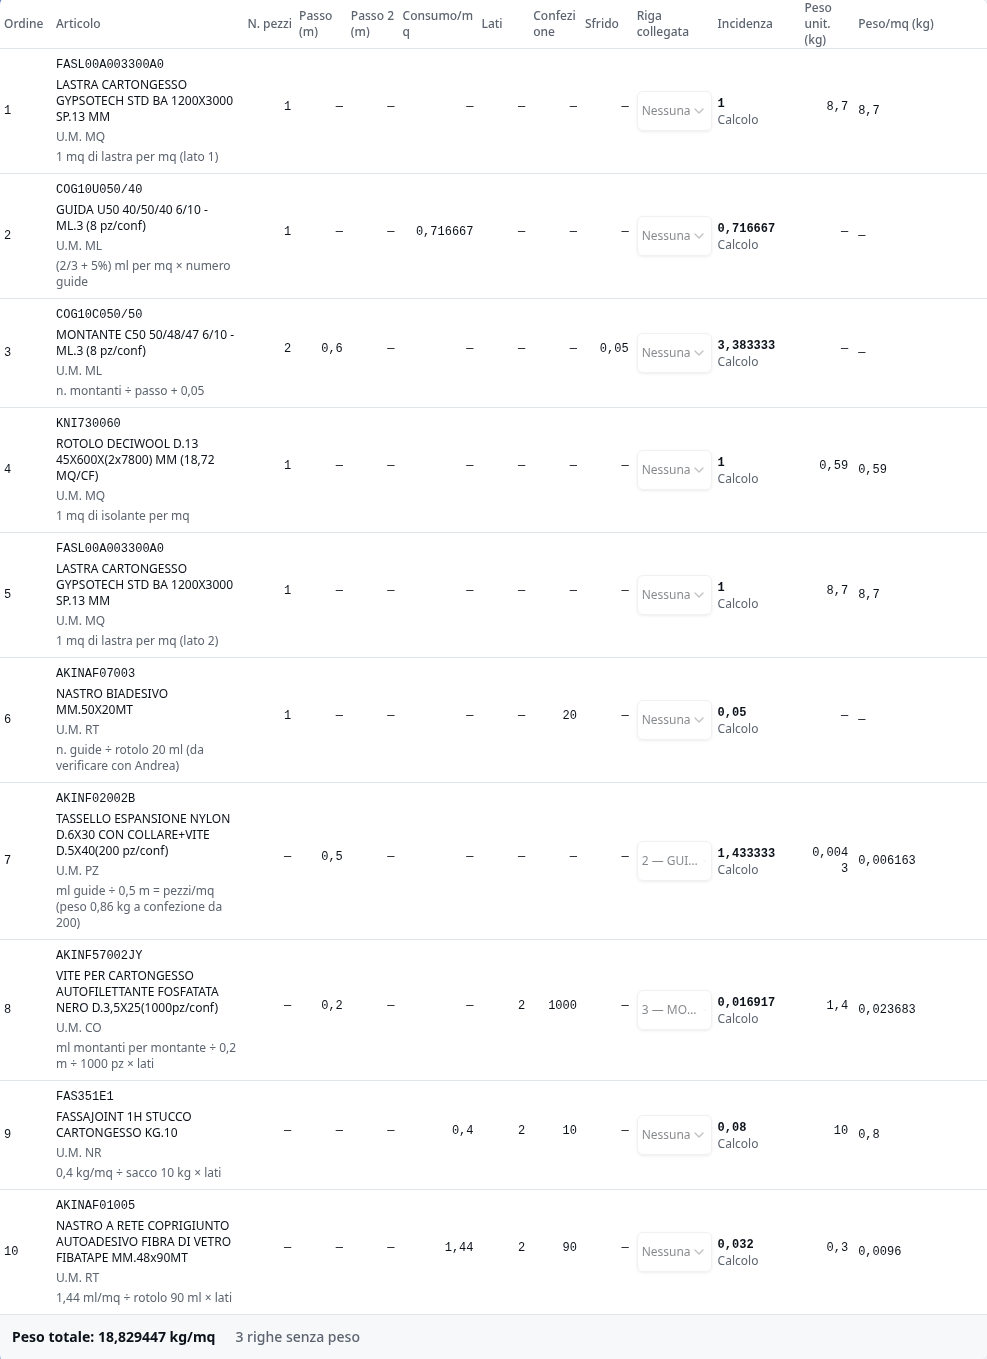 Ordine
Articolo
N. pezzi
Passo
(m)
Passo 2
(m)
Consumo/m
q
Lati
Confezi
one
Sfrido
Riga
collegata
Incidenza
Peso
unit.
(kg)
Peso/mq (kg)
1
FASL00A003300A0
LASTRA CARTONGESSO
GYPSOTECH STD BA 1200X3000
SP.13 MM
U.M. MQ
1 mq di lastra per mq (lato 1)
1 — — — — — —
Nessuna
1
Calcolo
8,7
8,7
2
COG10U050/40
GUIDA U50 40/50/40 6/10 -
ML.3 (8 pz/conf)
U.M. ML
(2/3 + 5%) ml per mq × numero
guide
1 — — 0,716667 — — —
Nessuna
0,716667
Calcolo
—
—
3
COG10C050/50
MONTANTE C50 50/48/47 6/10 -
ML.3 (8 pz/conf)
U.M. ML
n. montanti ÷ passo + 0,05
2 0,6 — — — — 0,05
Nessuna
3,383333
Calcolo
—
—
4
KNI730060
ROTOLO DECIWOOL D.13
45X600X(2x7800) MM (18,72
MQ/CF)
U.M. MQ
1 mq di isolante per mq
1 — — — — — —
Nessuna
1
Calcolo
0,59
0,59
5
FASL00A003300A0
LASTRA CARTONGESSO
GYPSOTECH STD BA 1200X3000
SP.13 MM
U.M. MQ
1 mq di lastra per mq (lato 2)
1 — — — — — —
Nessuna
1
Calcolo
8,7
8,7
6
AKINAF07003
NASTRO BIADESIVO
MM.50X20MT
U.M. RT
n. guide ÷ rotolo 20 ml (da
verificare con Andrea)
1 — — — — 20 —
Nessuna
0,05
Calcolo
—
—
7
AKINF02002B
TASSELLO ESPANSIONE NYLON
D.6X30 CON COLLARE+VITE
D.5X40(200 pz/conf)
U.M. PZ
ml guide ÷ 0,5 m = pezzi/mq
(peso 0,86 kg a confezione da
200)
— 0,5 — — — — —
2 — GUI...
1,433333
Calcolo
0,004
3
0,006163
8
AKINF57002JY
VITE PER CARTONGESSO
AUTOFILETTANTE FOSFATATA
NERO D.3,5X25(1000pz/conf)
U.M. CO
ml montanti per montante ÷ 0,2
m ÷ 1000 pz × lati
— 0,2 — — 2 1000 —
3 — MO...
0,016917
Calcolo
1,4
0,023683
9
FAS351E1
FASSAJOINT 1H STUCCO
CARTONGESSO KG.10
U.M. NR
0,4 kg/mq ÷ sacco 10 kg × lati
— — — 0,4 2 10 —
Nessuna
0,08
Calcolo
10
0,8
10
AKINAF01005
NASTRO A RETE COPRIGIUNTO
AUTOADESIVO FIBRA DI VETRO
FIBATAPE MM.48x90MT
U.M. RT
1,44 ml/mq ÷ rotolo 90 ml × lati
— — — 1,44 2 90 —
Nessuna
0,032
Calcolo
0,3
0,0096
Peso totale: 18,829447 kg/mq
3 righe senza peso